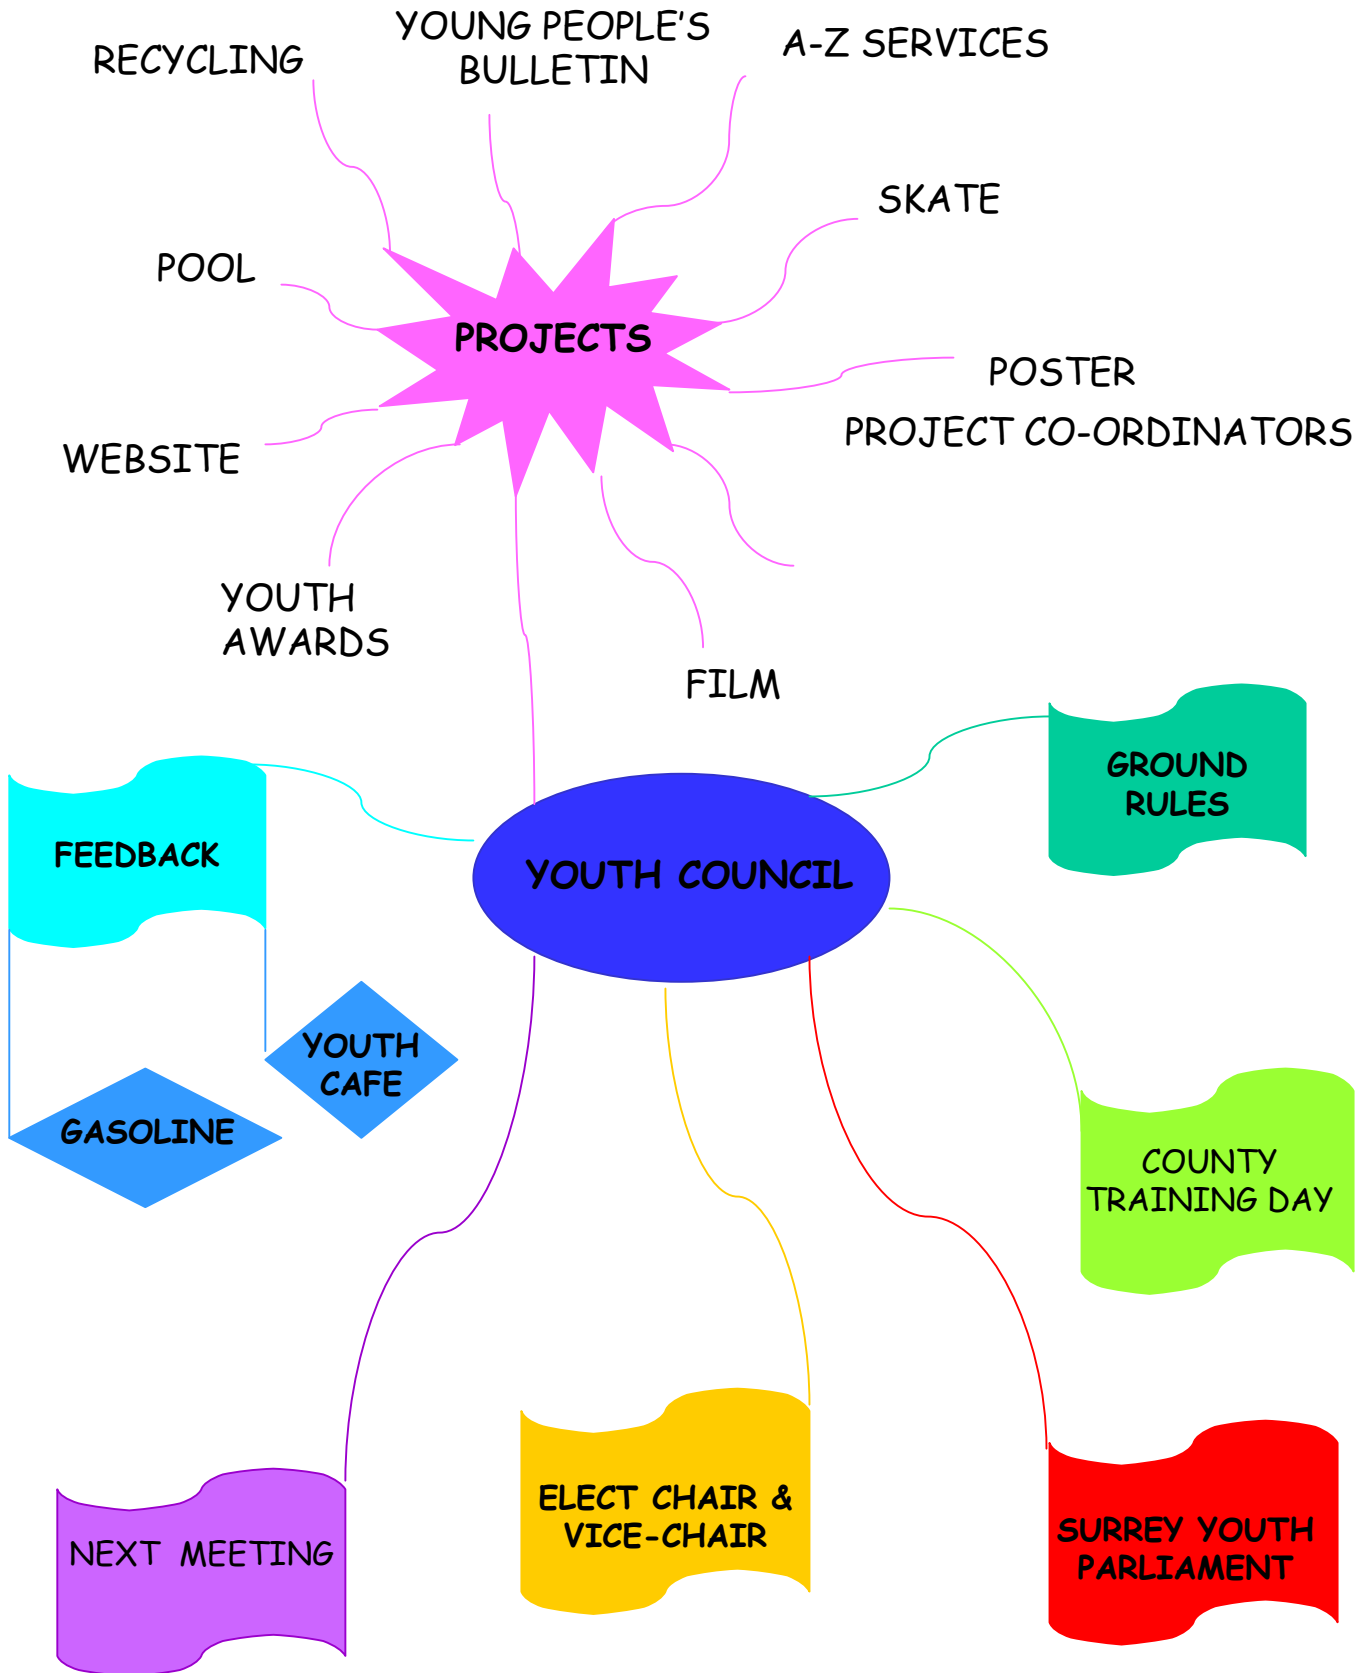 YOUNG PEOPLE'S
BULLETIN
RECYCLING
A-Z SERVICES
SKATE
POOL
PROJECTS
POSTER
PROJECT CO-ORDINATORS
WEBSITE
YOUTH
AWARDS
FILM
GROUND
RULES
FEEDBACK
YOUTH COUNCIL
YOUTH
CAFE
GASOLINE
COUNTY
TRAINING DAY
ELECT CHAIR &
VICE-CHAIR
SURREY YOUTH
PARLIAMENT
NEXT MEETING